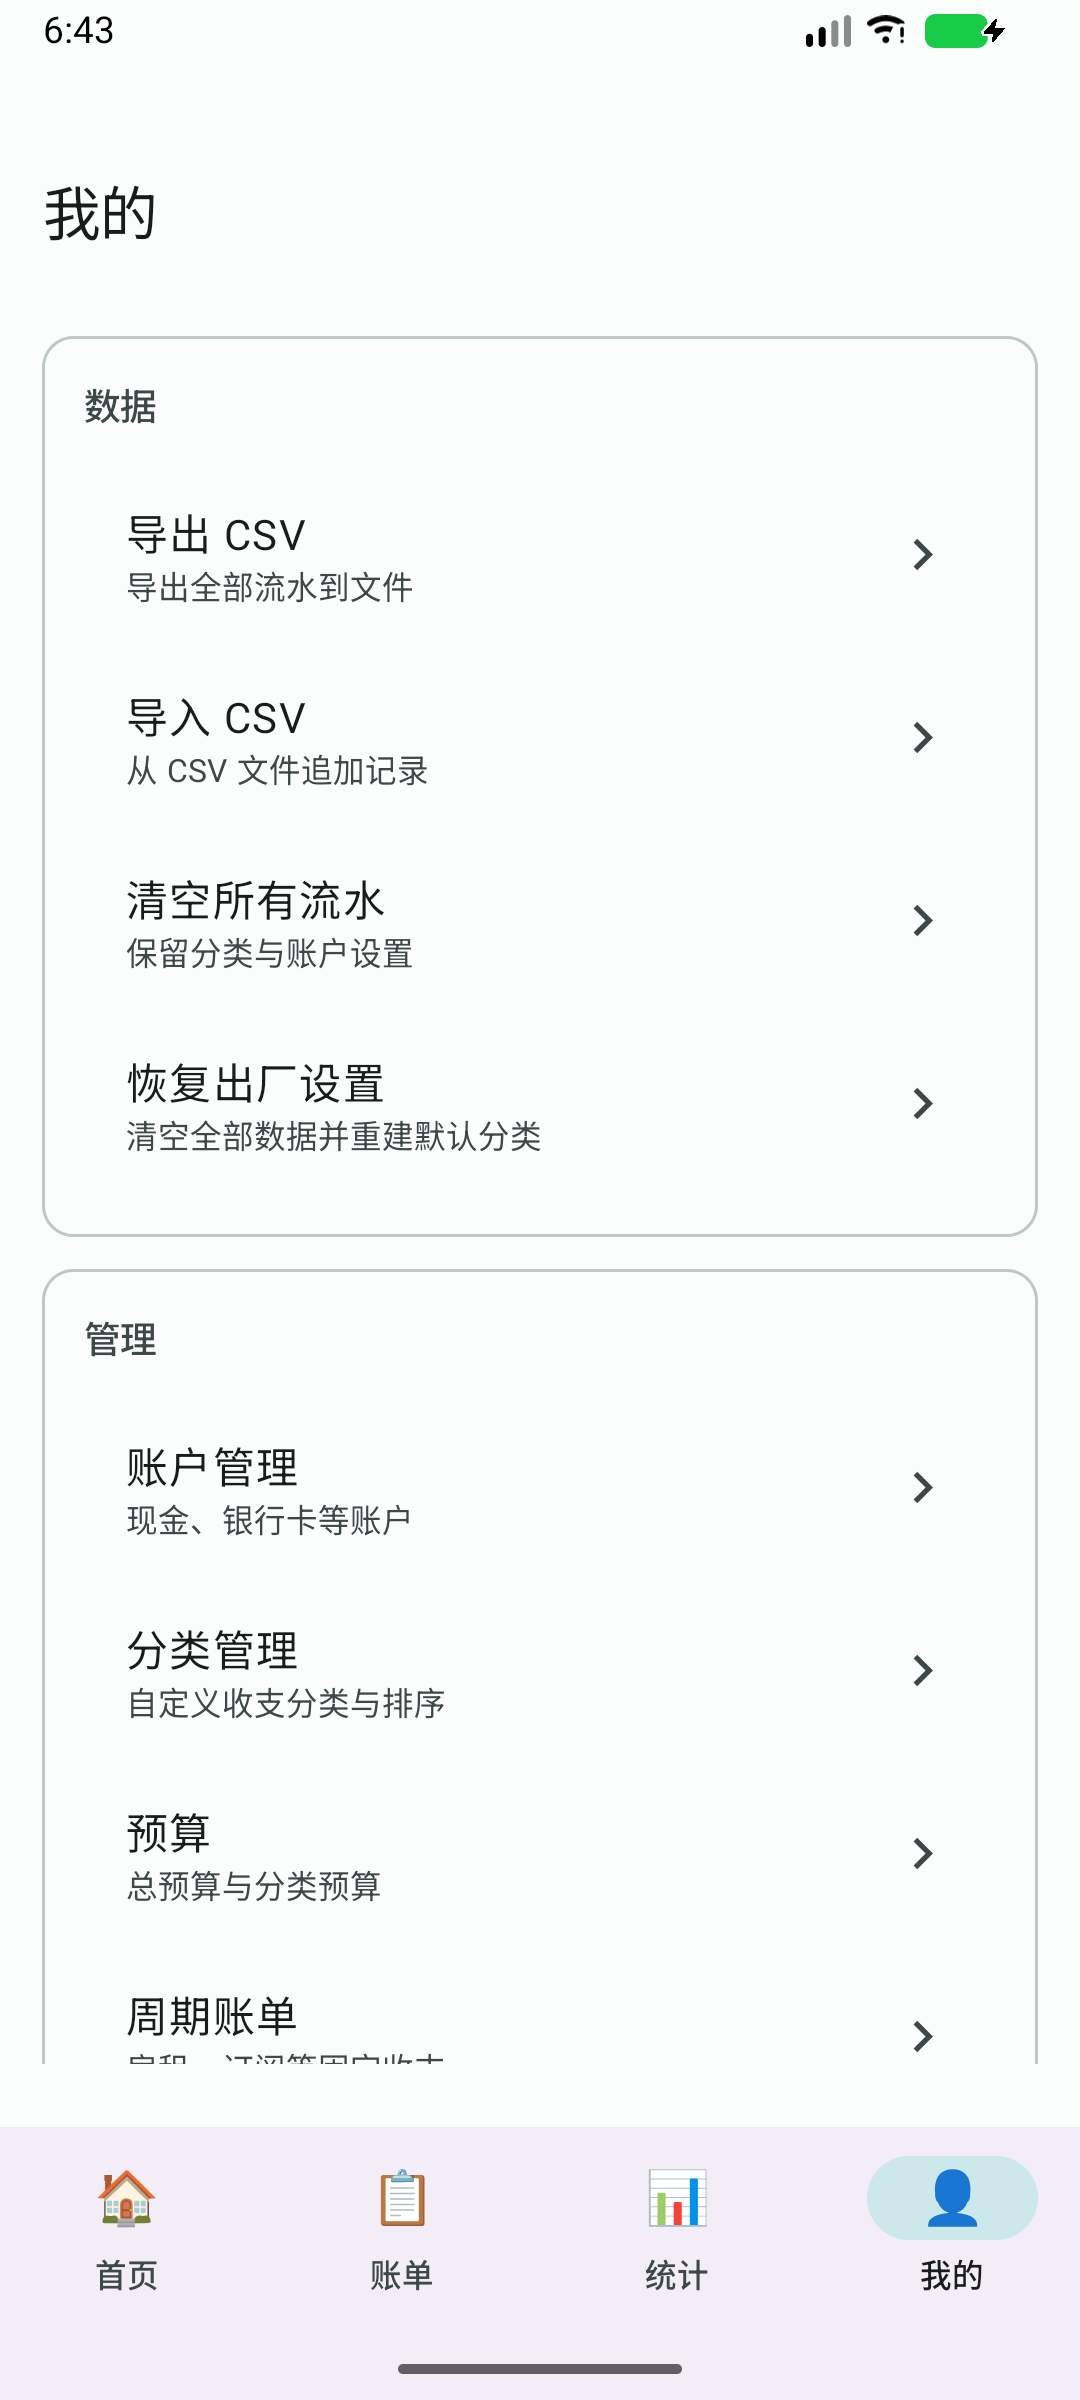 6:43
我的
数据
导出 CSV
导出全部流水到文件
导入 CSV
从 CSV 文件追加记录
清空所有流水
保留分类与账户设置
恢复出厂设置
清空全部数据并重建默认分类
管理
账户管理
现金、银行卡等账户
分类管理
自定义收支分类与排序
预算
总预算与分类预算
周期账单
首页
账单
统计
我的